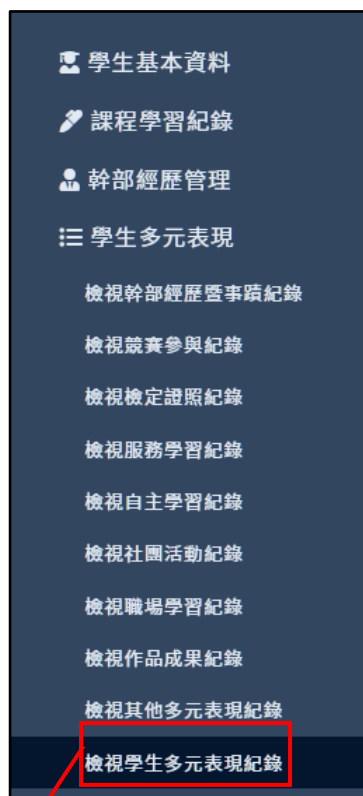 學生基本資料
課程學習紀錄
幹部經歷管理
學生多元表現
檢視幹部經歷暨事蹟紀錄
檢視競賽參與紀錄
檢視檢定證照紀錄
檢視服務學習紀錄
檢視自主學習紀錄
檢視社團活動紀錄
檢視職場學習紀錄
檢視作品成果紀錄
檢視其他多元表現紀錄
檢視學生多元表現紀錄